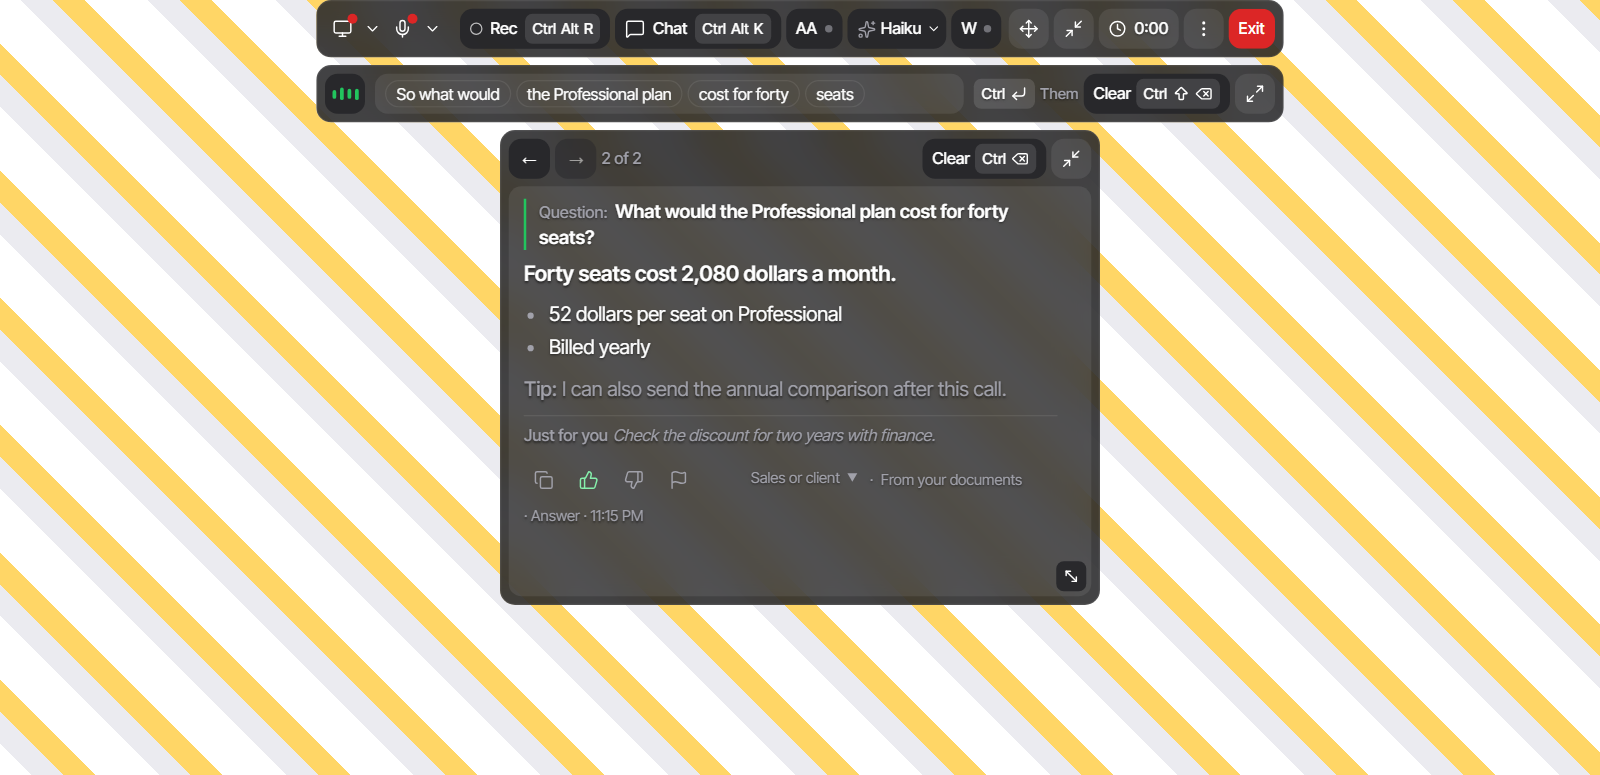 Rec Ctrl Alt R Chat Ctrl Alt K AA Haiku W 0:00 Exit
So what would the Professional plan cost for forty seats Ctrl Them Clear Ctrl
2 of 2 Clear Ctrl
Question: What would the Professional plan cost for forty
seats?
Forty seats cost 2,080 dollars a month.
52 dollars per seat on Professional
Billed yearly
Tip: I can also send the annual comparison after this call.
Just for you Check the discount for two years with finance.
Sales or client ▼ · From your documents
· Answer · 11:15 PM